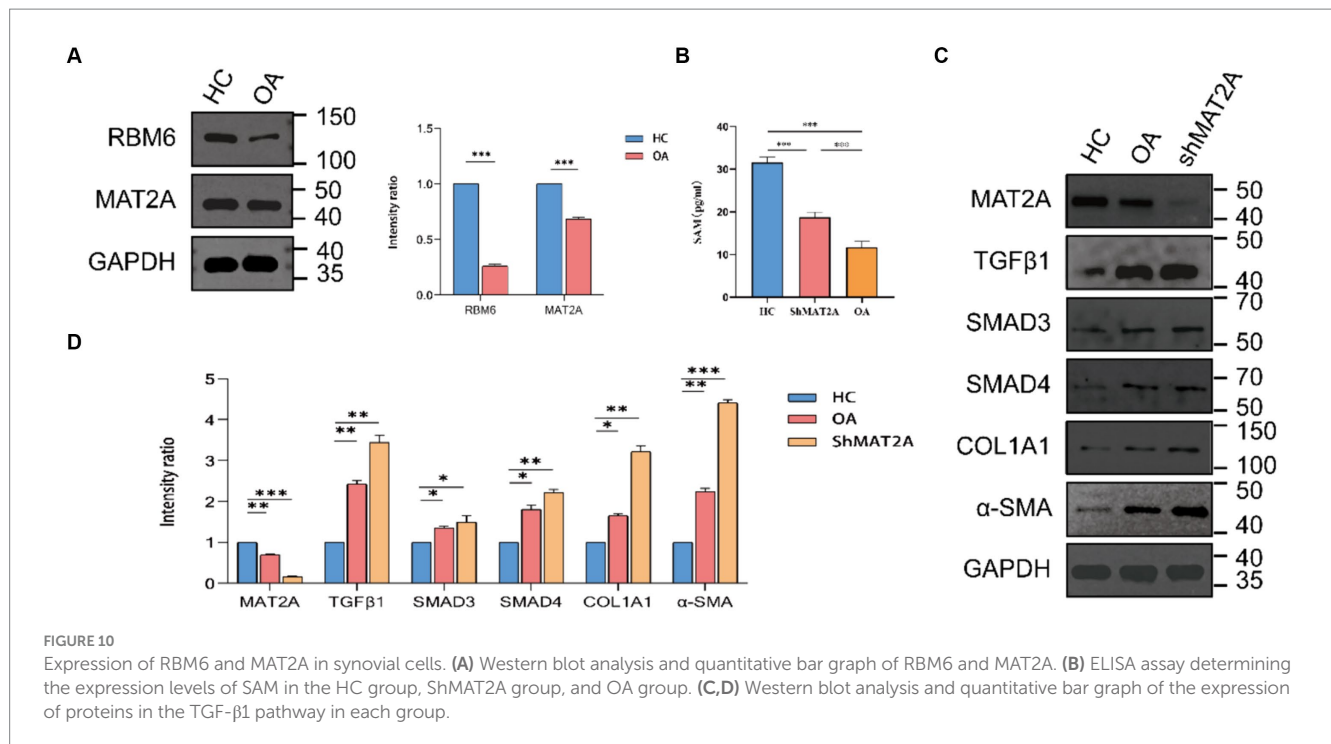 A
HC OA
RBM6
150
100
MAT2A
50
40
GAPDH
40
35
Intensity ratio
1.5
1.0
0.5
0.0
*** ***
RBM6 MAT2A
HC
OA
B
SAM (pg/ml)
40
30
20
10
0
***
*** ***
HC ShMAT2A OA
C
HC OA shMAT2A
MAT2A
50
40
TGFβ1
50
40
SMAD3
70
50
SMAD4
70
50
COL1A1
150
100
α-SMA
50
40
GAPDH
40
35
D
Intensity ratio
5
4
3
2
1
0
***
**
**
**
*
*
**
*
**
*
***
**
MAT2A TGFβ1 SMAD3 SMAD4 COL1A1 α-SMA
HC
OA
ShMAT2A
FIGURE 10
Expression of RBM6 and MAT2A in synovial cells. (A) Western blot analysis and quantitative bar graph of RBM6 and MAT2A. (B) ELISA assay determining
the expression levels of SAM in the HC group, ShMAT2A group, and OA group. (C,D) Western blot analysis and quantitative bar graph of the expression
of proteins in the TGF-β1 pathway in each group.